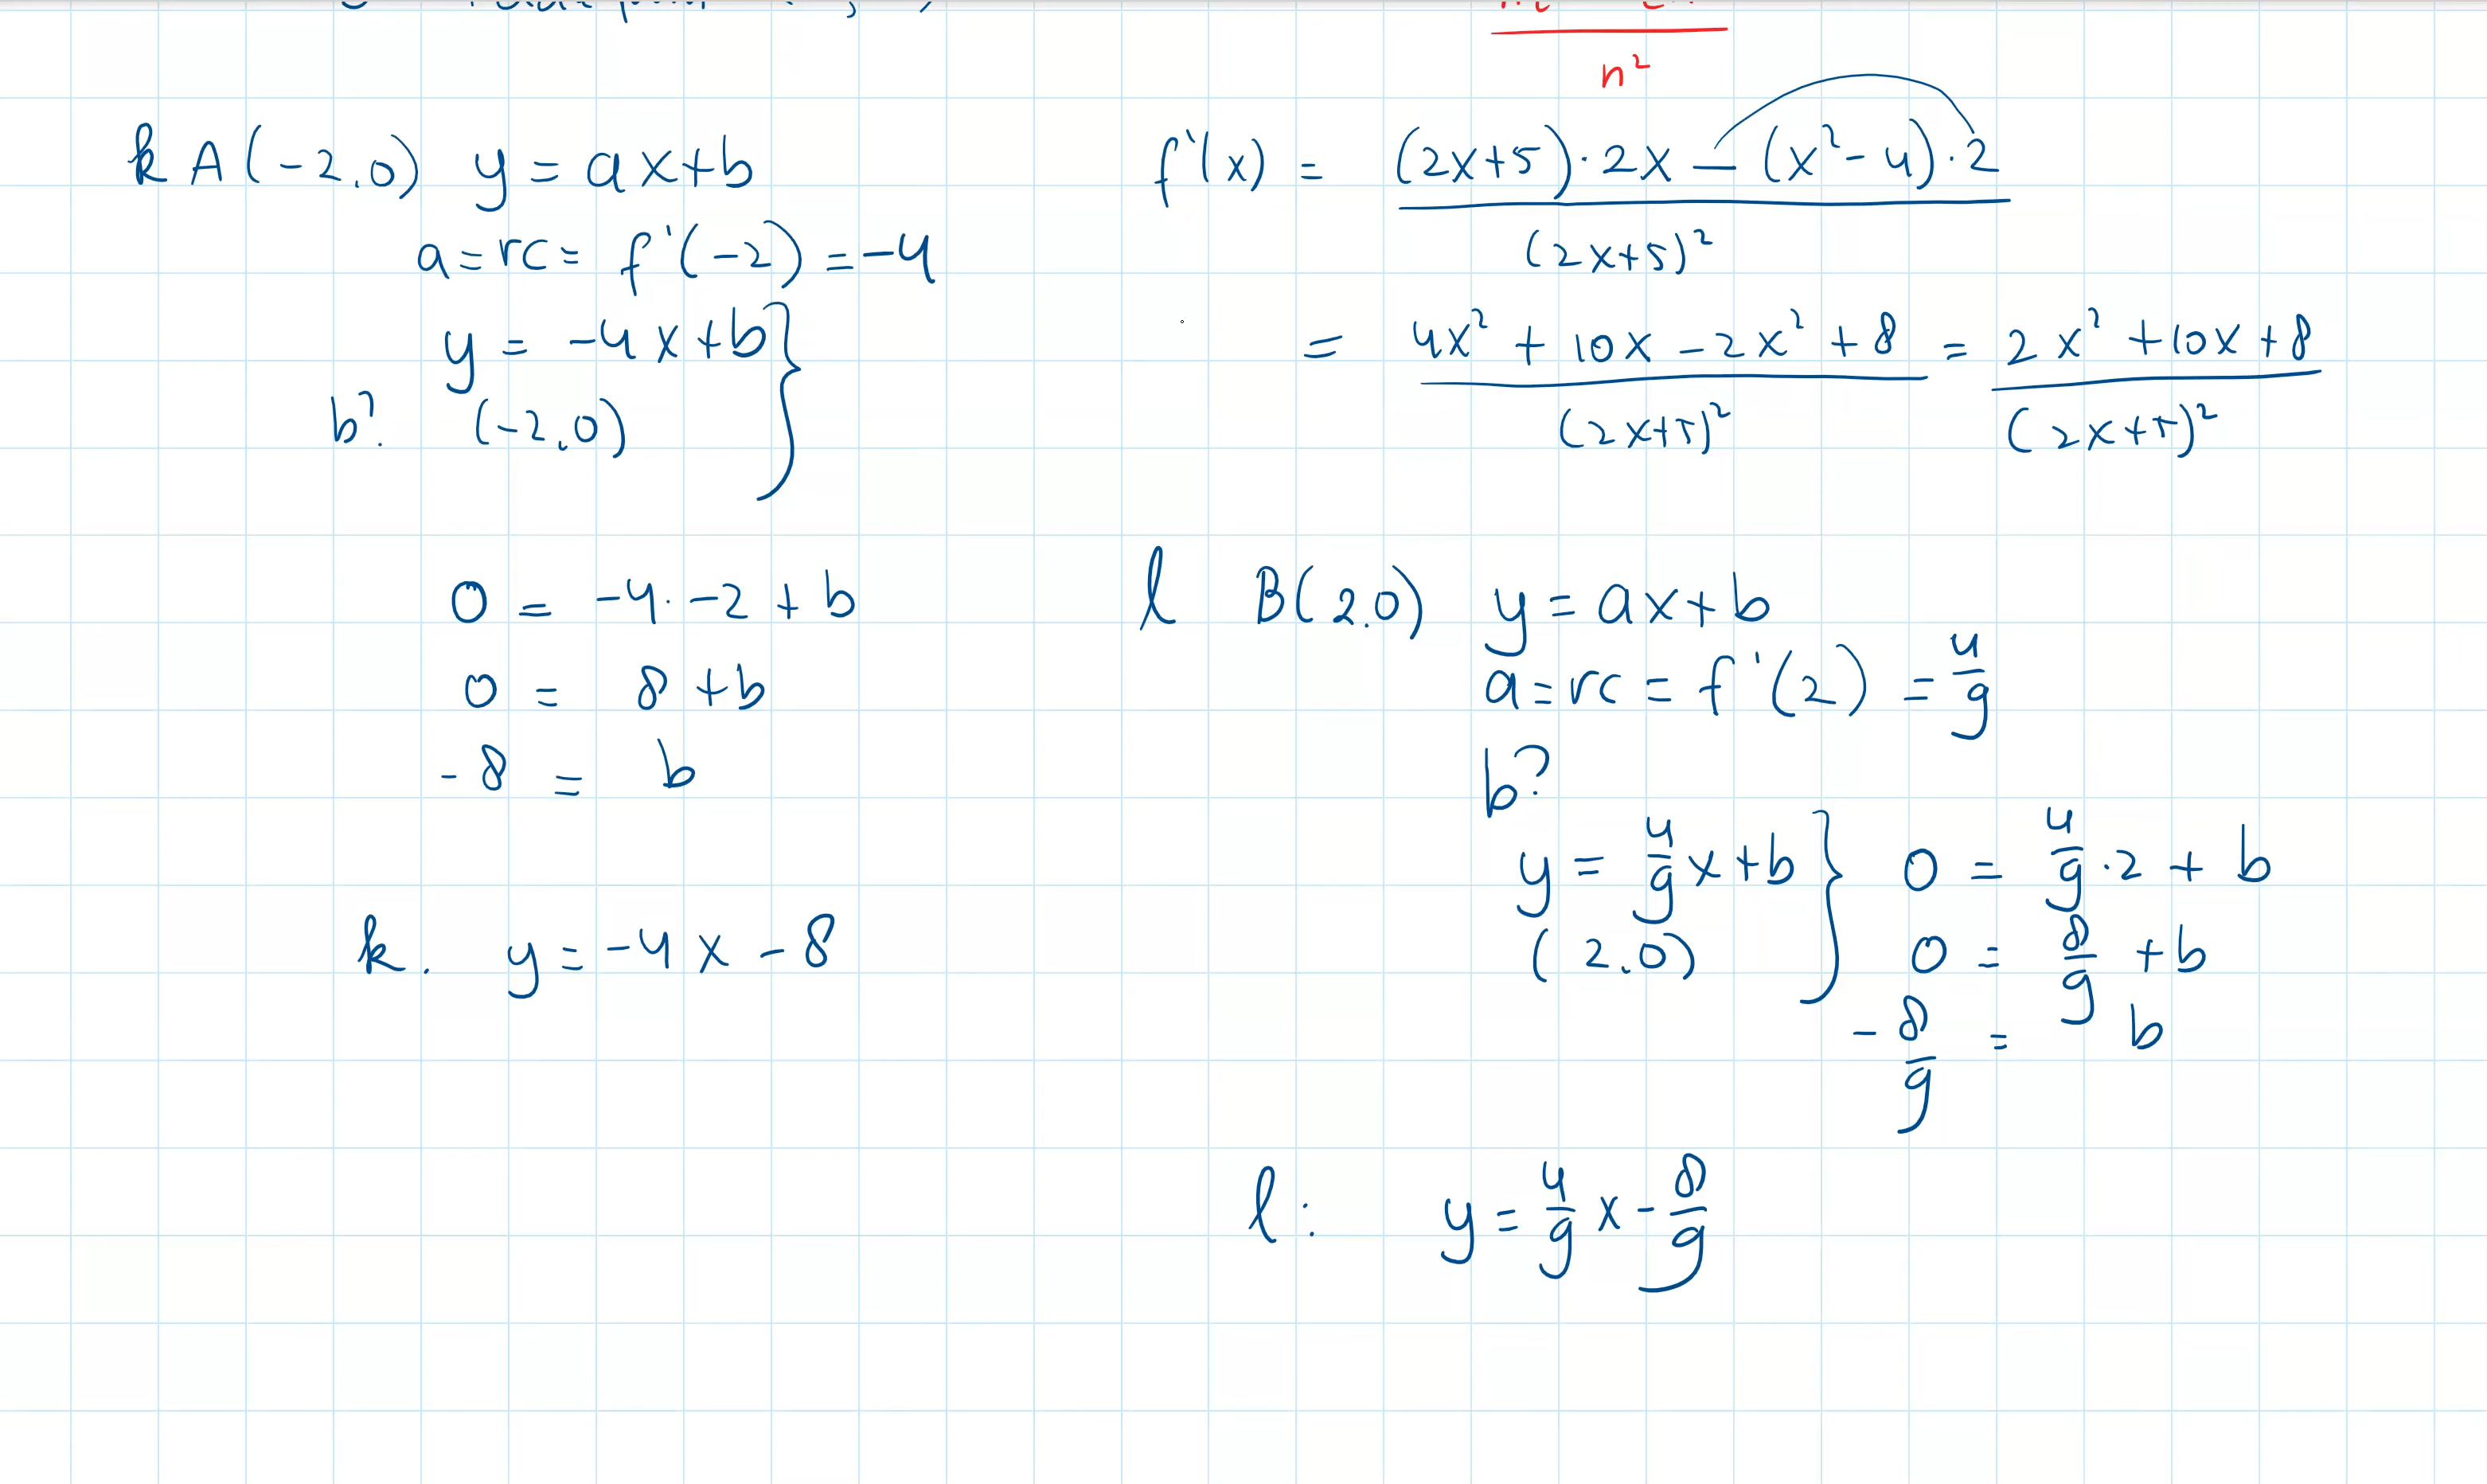 n²
k A(-2,0) y = ax+b
a = rc = f'(-2) = -4
y = -4x+b }
b? (-2,0)
0 = -4·-2 + b
0 = 8+b
-8 = b
k: y = -4x - 8
f'(x) = ((2x+5)·2x - (x²-4)·2) / (2x+5)²
= (4x² + 10x - 2x² + 8) / (2x+5)² = (2x² + 10x + 8) / (2x+5)²
l B(2,0) y = ax+b
a = rc = f'(2) = 4/9
b?
y = 4/9 x + b } 0 = 4/9 · 2 + b
(2,0) 0 = 8/9 + b
-8/9 = b
l: y = 4/9 x - 8/9